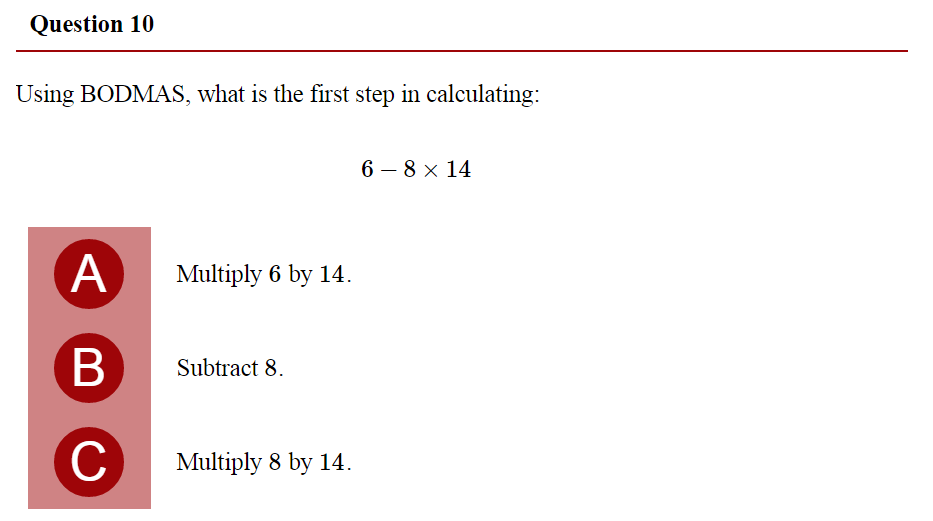 Question 10
Using BODMAS, what is the first step in calculating:
6 − 8 × 14
A Multiply 6 by 14.
B Subtract 8.
C Multiply 8 by 14.